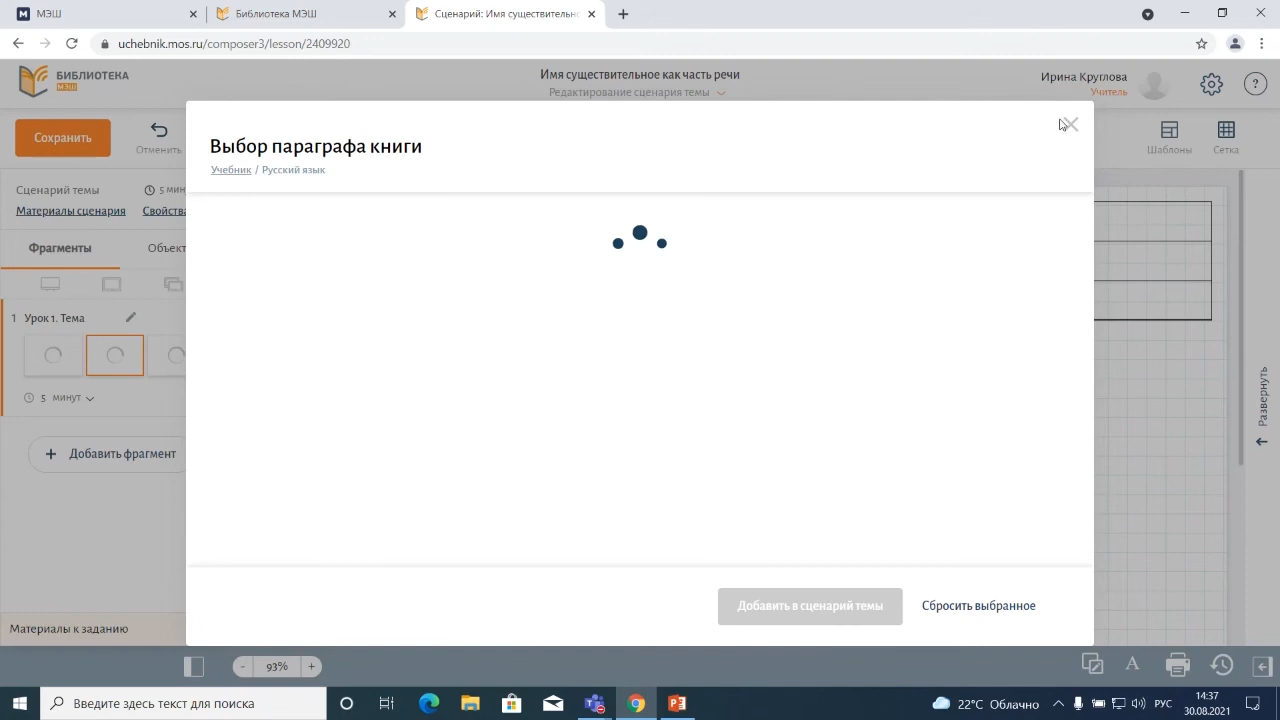 МЭШ
Библиотека МЭШ
Сценарий: Имя существительно
uchebnik.mos.ru/composer3/lesson/2409920
БИБЛИОТЕКА
МЭШ
Имя существительное как часть речи
Редактирование сценария темы
Ирина Круглова
Учитель
Сохранить
Отменить
Шаблоны
Сетка
Выбор параграфа книги
Учебник / Русский язык
Сценарий темы
5 мин
Материалы сценария
Свойства
Фрагменты
Объект
1 Урок 1. Тема
5 минут
Добавить фрагмент
Развернуть
Материалы к заданию
Добавить в сценарий темы
Сбросить выбранное
- 93% +
A
Введите здесь текст для поиска
22°C Облачно
РУС
14:37
30.08.2021